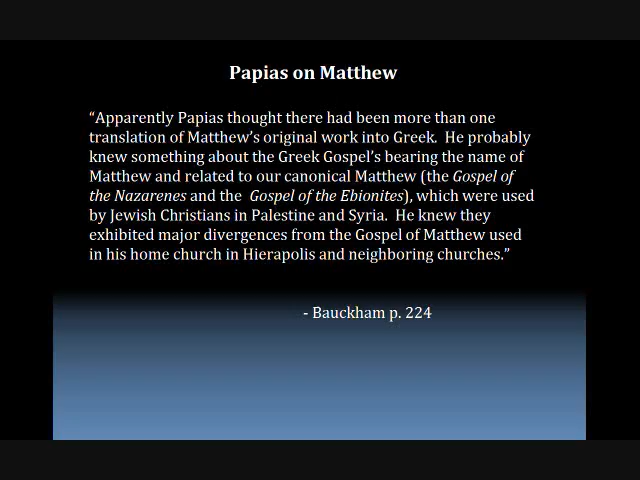 Papias on Matthew
“Apparently Papias thought there had been more than one
translation of Matthew’s original work into Greek.  He probably
knew something about the Greek Gospel’s bearing the name of
Matthew and related to our canonical Matthew (the Gospel of
the Nazarenes and the  Gospel of the Ebionites), which were used
by Jewish Christians in Palestine and Syria.  He knew they
exhibited major divergences from the Gospel of Matthew used
in his home church in Hierapolis and neighboring churches.”
- Bauckham p. 224